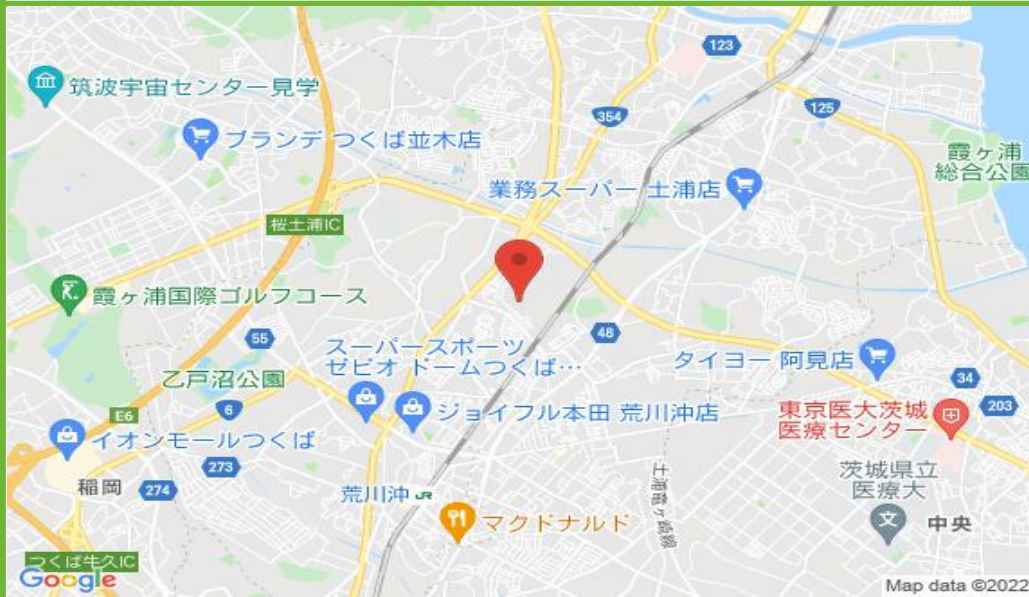 123
筑波宇宙センター見学
354
125
ブランデ つくば並木店
霞ヶ浦
総合公園
業務スーパー 土浦店
桜土浦IC
霞ヶ浦国際ゴルフコース
55
48
スーパースポーツ
ゼビオ ドームつくば…
タイヨー 阿見店
乙戸沼公園
34
6
E6
ジョイフル本田 荒川沖店
203
東京医大茨城
医療センター
イオンモールつくば
273
茨城県立
医療大
稲岡
274
荒川沖 JR
マクドナルド
中央
つくば牛久IC
Google
Map data ©2022